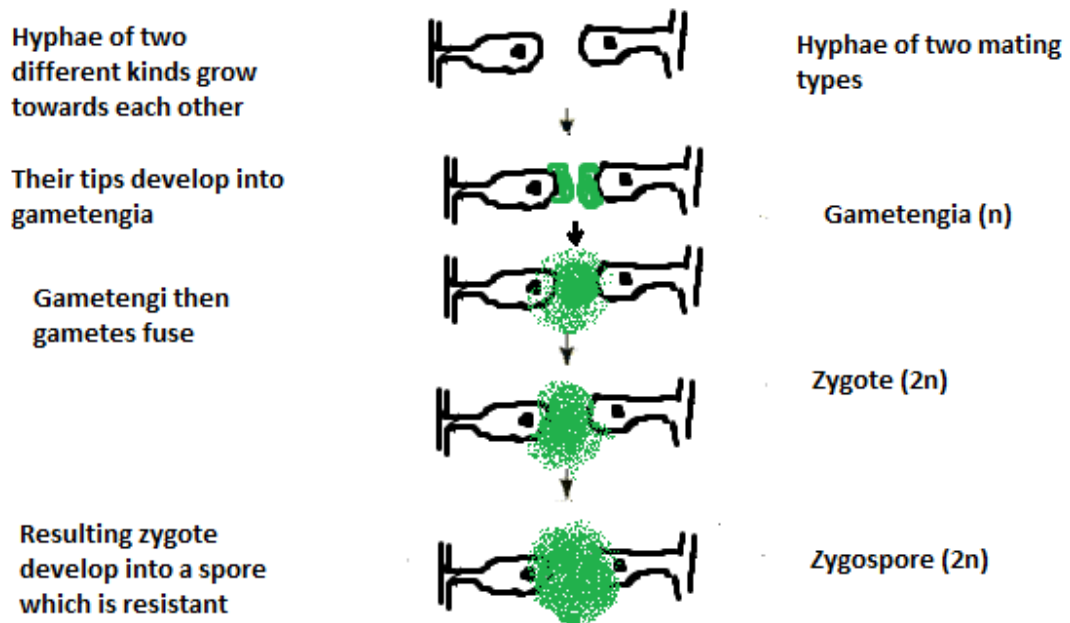 Hyphae of two
different kinds grow
towards each other
Hyphae of two mating
types
Their tips develop into
gametengia
Gametengia (n)
Gametengi then
gametes fuse
Zygote (2n)
Resulting zygote
develop into a spore
which is resistant
Zygospore (2n)